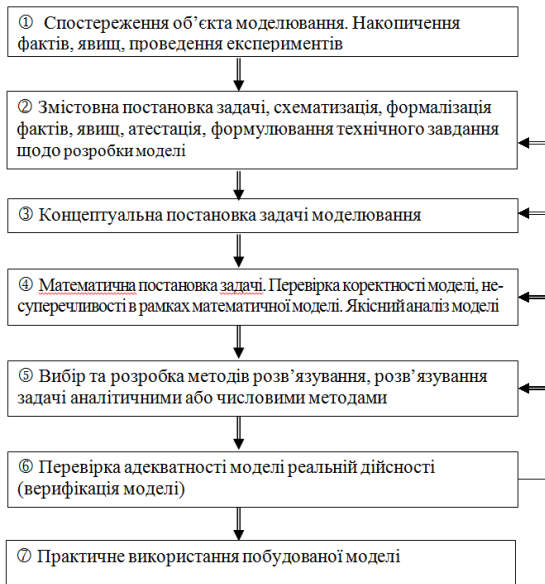 ① Спостереження об’єкта моделювання. Накопичення
фактів, явищ, проведення експериментів
② Змістовна постановка задачі, схематизація, формалізація
фактів, явищ, атестація, формулювання технічного завдання
щодо розробки моделі
③ Концептуальна постановка задачі моделювання
④ Математична постановка задачі. Перевірка коректності моделі, не-
суперечливості в рамках математичної моделі. Якісний аналіз моделі
⑤ Вибір та розробка методів розв’язування, розв’язування
задачі аналітичними або числовими методами
⑥ Перевірка адекватності моделі реальній дійсності
(верифікація моделі)
⑦ Практичне використання побудованої моделі